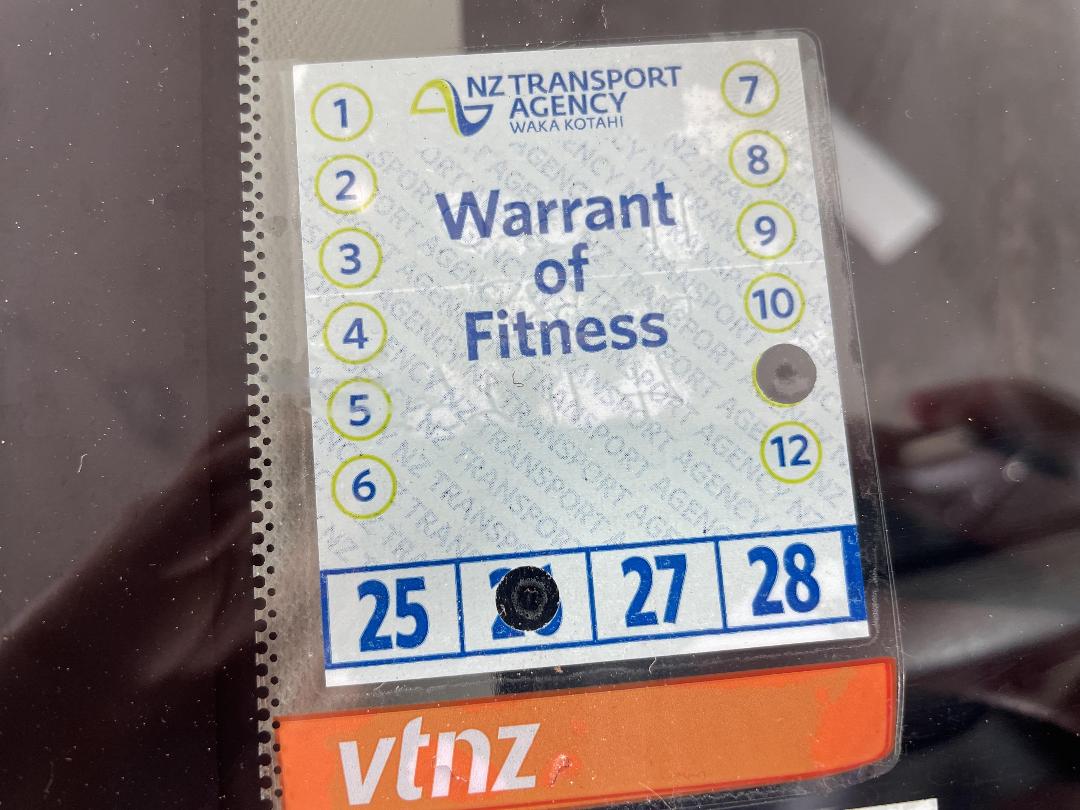 NZ TRANSPORT
AGENCY
WAKA KOTAHI
Warrant
of
Fitness
1
2
3
4
5
6
7
8
9
10
12
25
27
28
vtnz